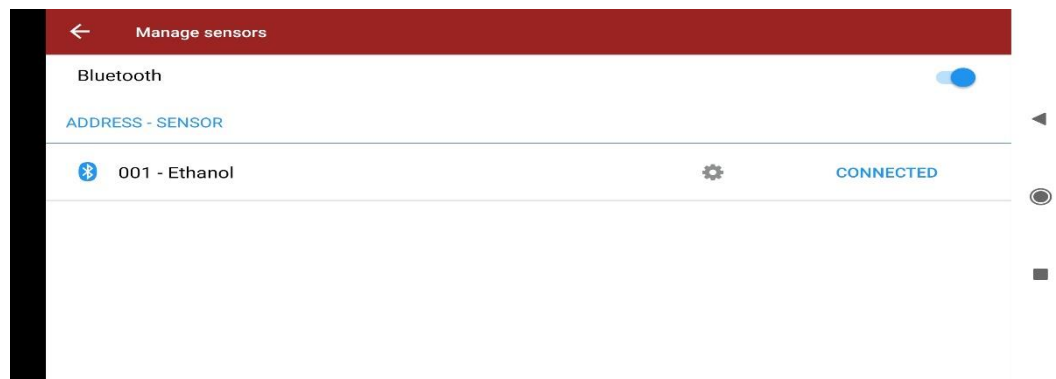 Manage sensors
Bluetooth
ADDRESS - SENSOR
001 - Ethanol CONNECTED